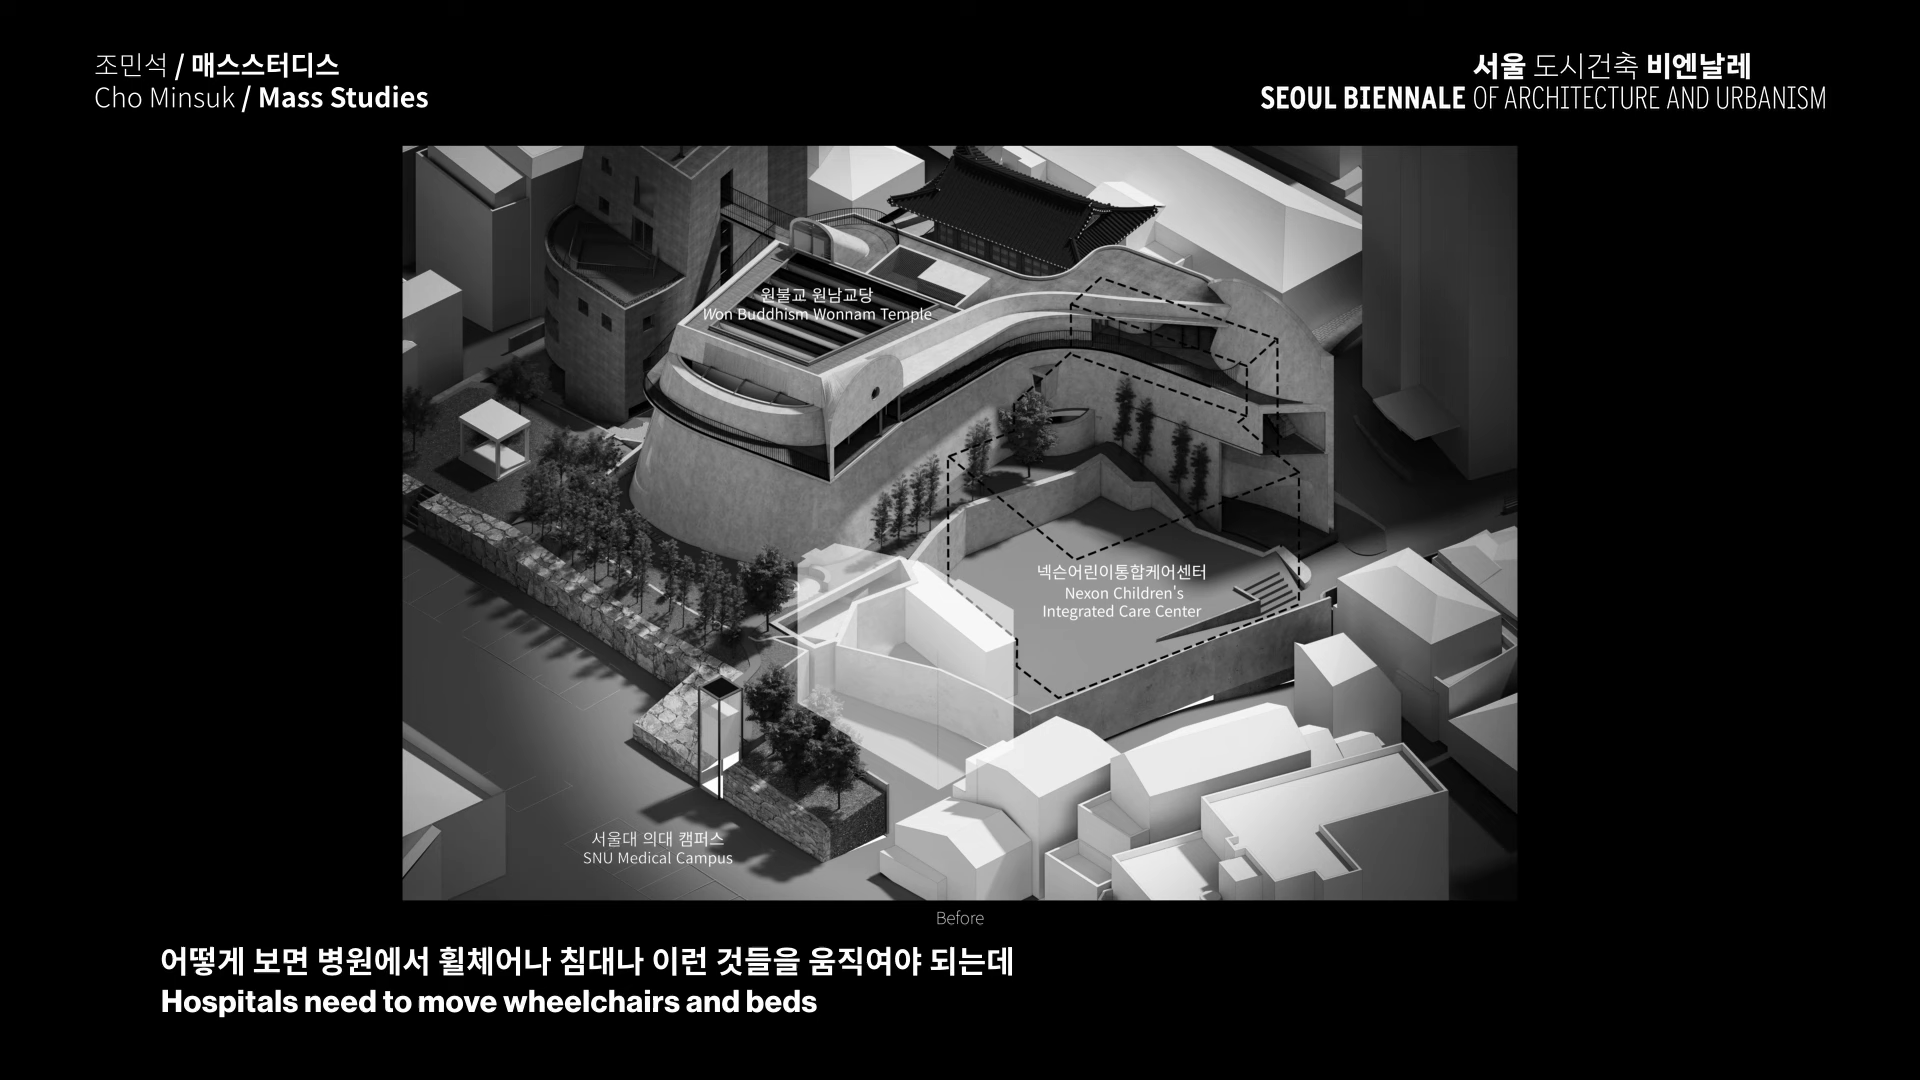 조민석 / 매스스터디스
Cho Minsuk / Mass Studies
서울 도시건축 비엔날레
SEOUL BIENNALE OF ARCHITECTURE AND URBANISM
원불교 원남교당
Won Buddhism Wonnam Temple
넥슨어린이통합케어센터
Nexon Children's
Integrated Care Center
서울대 의대 캠퍼스
SNU Medical Campus
Before
어떻게 보면 병원에서 휠체어나 침대나 이런 것들을 움직여야 되는데
Hospitals need to move wheelchairs and beds